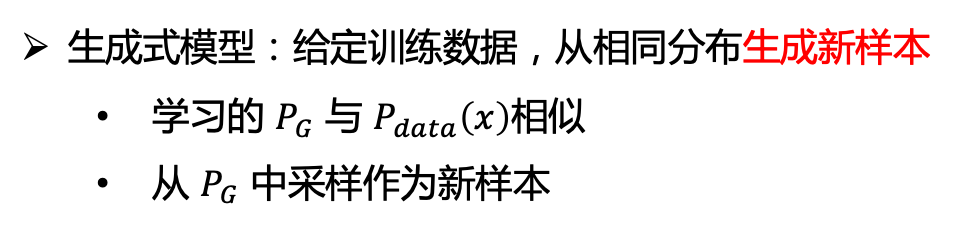 ➢ 生成式模型：给定训练数据，从相同分布生成新样本
• 学习的 P_G 与 P_data(x)相似
• 从 P_G 中采样作为新样本